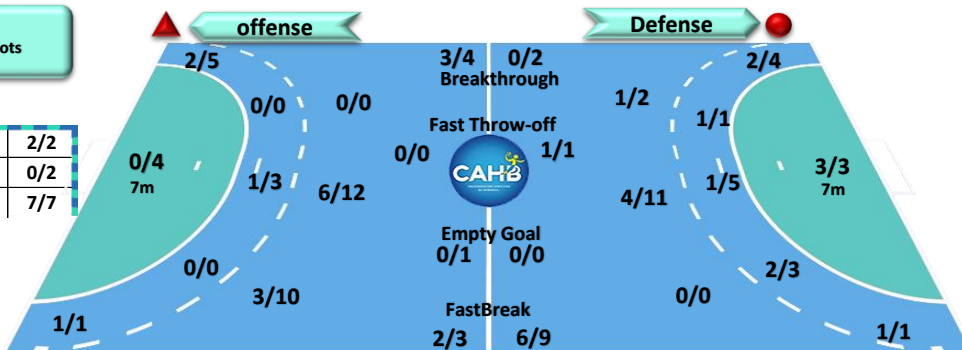 offense
Defense
ots
2/5
3/4 0/2
2/4
Breakthrough
0/0
0/0
1/2
1/1
Fast Throw-off
0/0
1/1
2/2
0/2
7/7
0/4
7m
CAHB
3/3
7m
1/3
6/12
4/11
1/5
Empty Goal
0/1 0/0
0/0
2/3
3/10
0/0
FastBreak
1/1
2/3 6/9
1/1